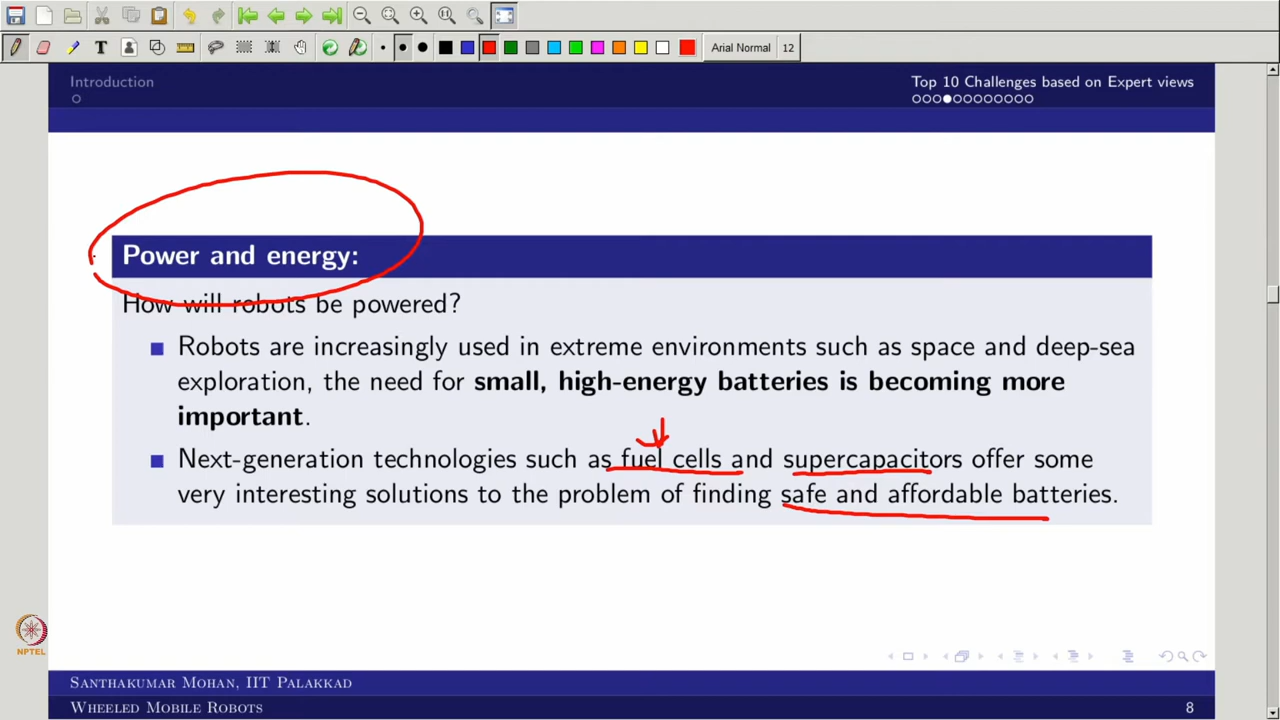 Arial Normal 12
Introduction
Top 10 Challenges based on Expert views
Power and energy:
How will robots be powered?
Robots are increasingly used in extreme environments such as space and deep-sea
exploration, the need for small, high-energy batteries is becoming more
important.
Next-generation technologies such as fuel cells and supercapacitors offer some
very interesting solutions to the problem of finding safe and affordable batteries.
NPTEL
SANTHAKUMAR MOHAN, IIT PALAKKAD
WHEELED MOBILE ROBOTS
8